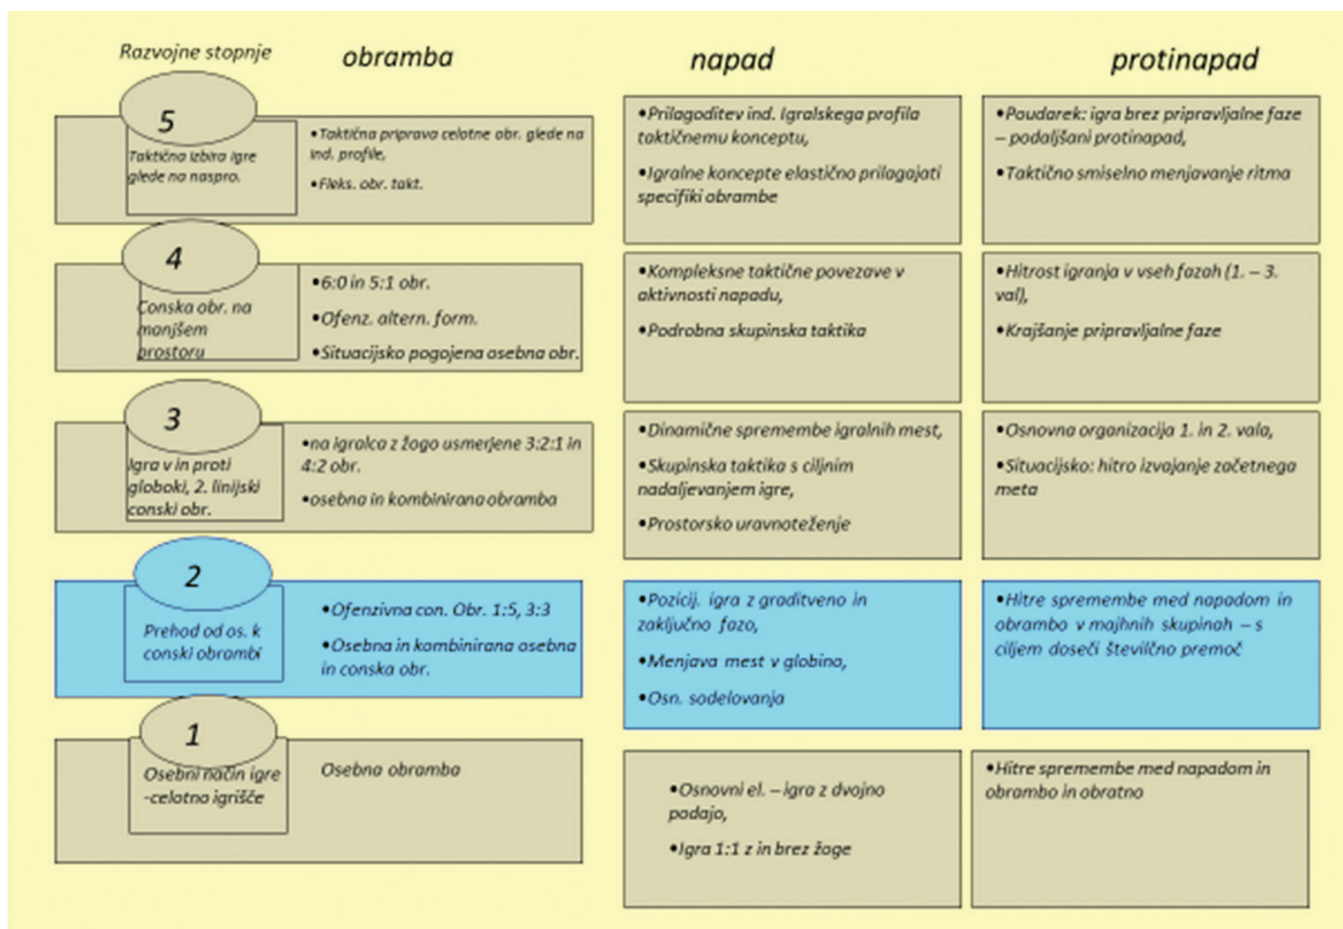 Razvojne stopnje
obramba
napad
protinapad
5
Taktična izbira igre
glede na naspro.
•Taktična priprava celotne obr. glede na
ind. profile,
•Fleks. obr. takt.
•Prilagoditev ind. Igralskega profila
taktičnemu konceptu,
•Igralne koncepte elastično prilagajati
specifiki obrambe
•Poudarek: igra brez pripravljalne faze
– podaljšani protinapad,
•Taktično smiselno menjavanje ritma
4
Conska obr. na
manjšem
prostoru
•6:0 in 5:1 obr.
•Ofenz. altern. form.
•Situacijsko pogojena osebna obr.
•Kompleksne taktične povezave v
aktivnosti napadu,
•Podrobna skupinska taktika
•Hitrost igranja v vseh fazah (1. – 3.
val),
•Krajšanje pripravljalne faze
3
Igra v in proti
globoki, 2. linijski
conski obr.
•na igralca z žogo usmerjene 3:2:1 in
4:2 obr.
•osebna in kombinirana obramba
•Dinamične spremembe igralnih mest,
•Skupinska taktika s ciljnim
nadaljevanjem igre,
•Prostorsko uravnoteženje
•Osnovna organizacija 1. in 2. vala,
•Situacijsko: hitro izvajanje začetnega
meta
2
Prehod od os. k
conski obrambi
•Ofenzivna con. Obr. 1:5, 3:3
•Osebna in kombinirana osebna
in conska obr.
•Pozicij. igra z graditveno in
zaključno fazo,
•Menjava mest v globino,
•Osn. sodelovanja
•Hitre spremembe med napadom in
obrambo v majhnih skupinah – s
ciljem doseči številčno premoč
1
Osebni način igre
-celotno igrišče
Osebna obramba
•Osnovni el. – igra z dvojno
podajo,
•Igra 1:1 z in brez žoge
•Hitre spremembe med napadom in
obrambo in obratno